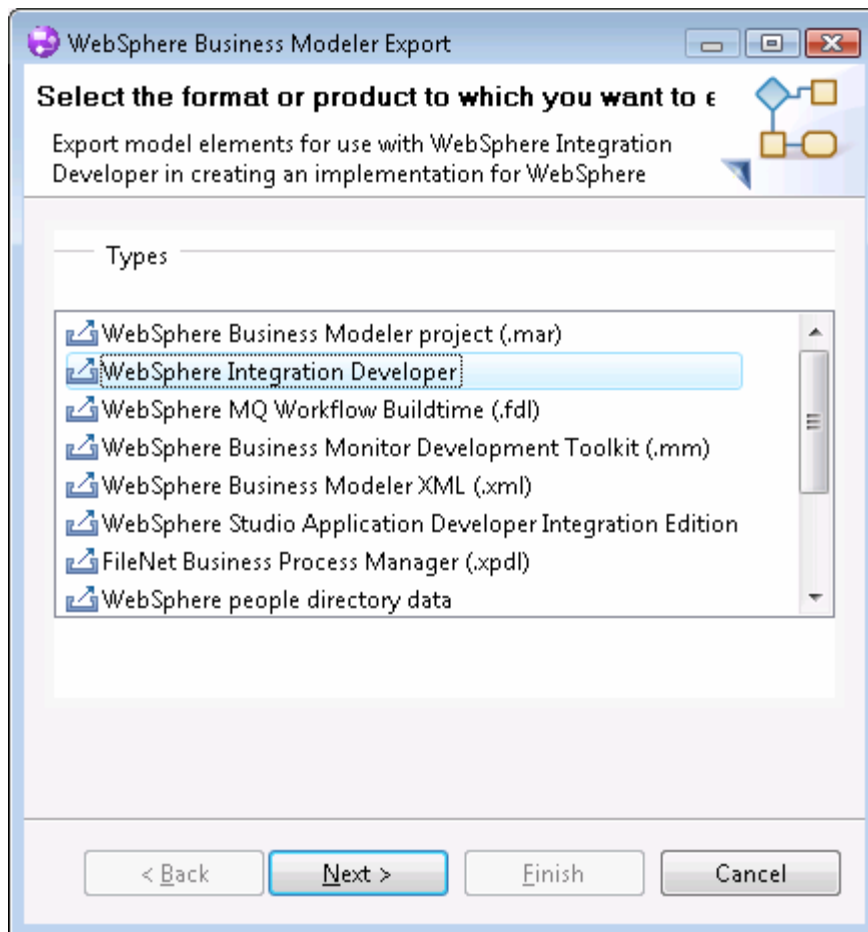 WebSphere Business Modeler Export
Select the format or product to which you want to e
Export model elements for use with WebSphere Integration
Developer in creating an implementation for WebSphere
Types
WebSphere Business Modeler project (.mar)
WebSphere Integration Developer
WebSphere MQ Workflow Buildtime (.fdl)
WebSphere Business Monitor Development Toolkit (.mm)
WebSphere Business Modeler XML (.xml)
WebSphere Studio Application Developer Integration Edition
FileNet Business Process Manager (.xpdl)
WebSphere people directory data
< Back
Next >
Finish
Cancel